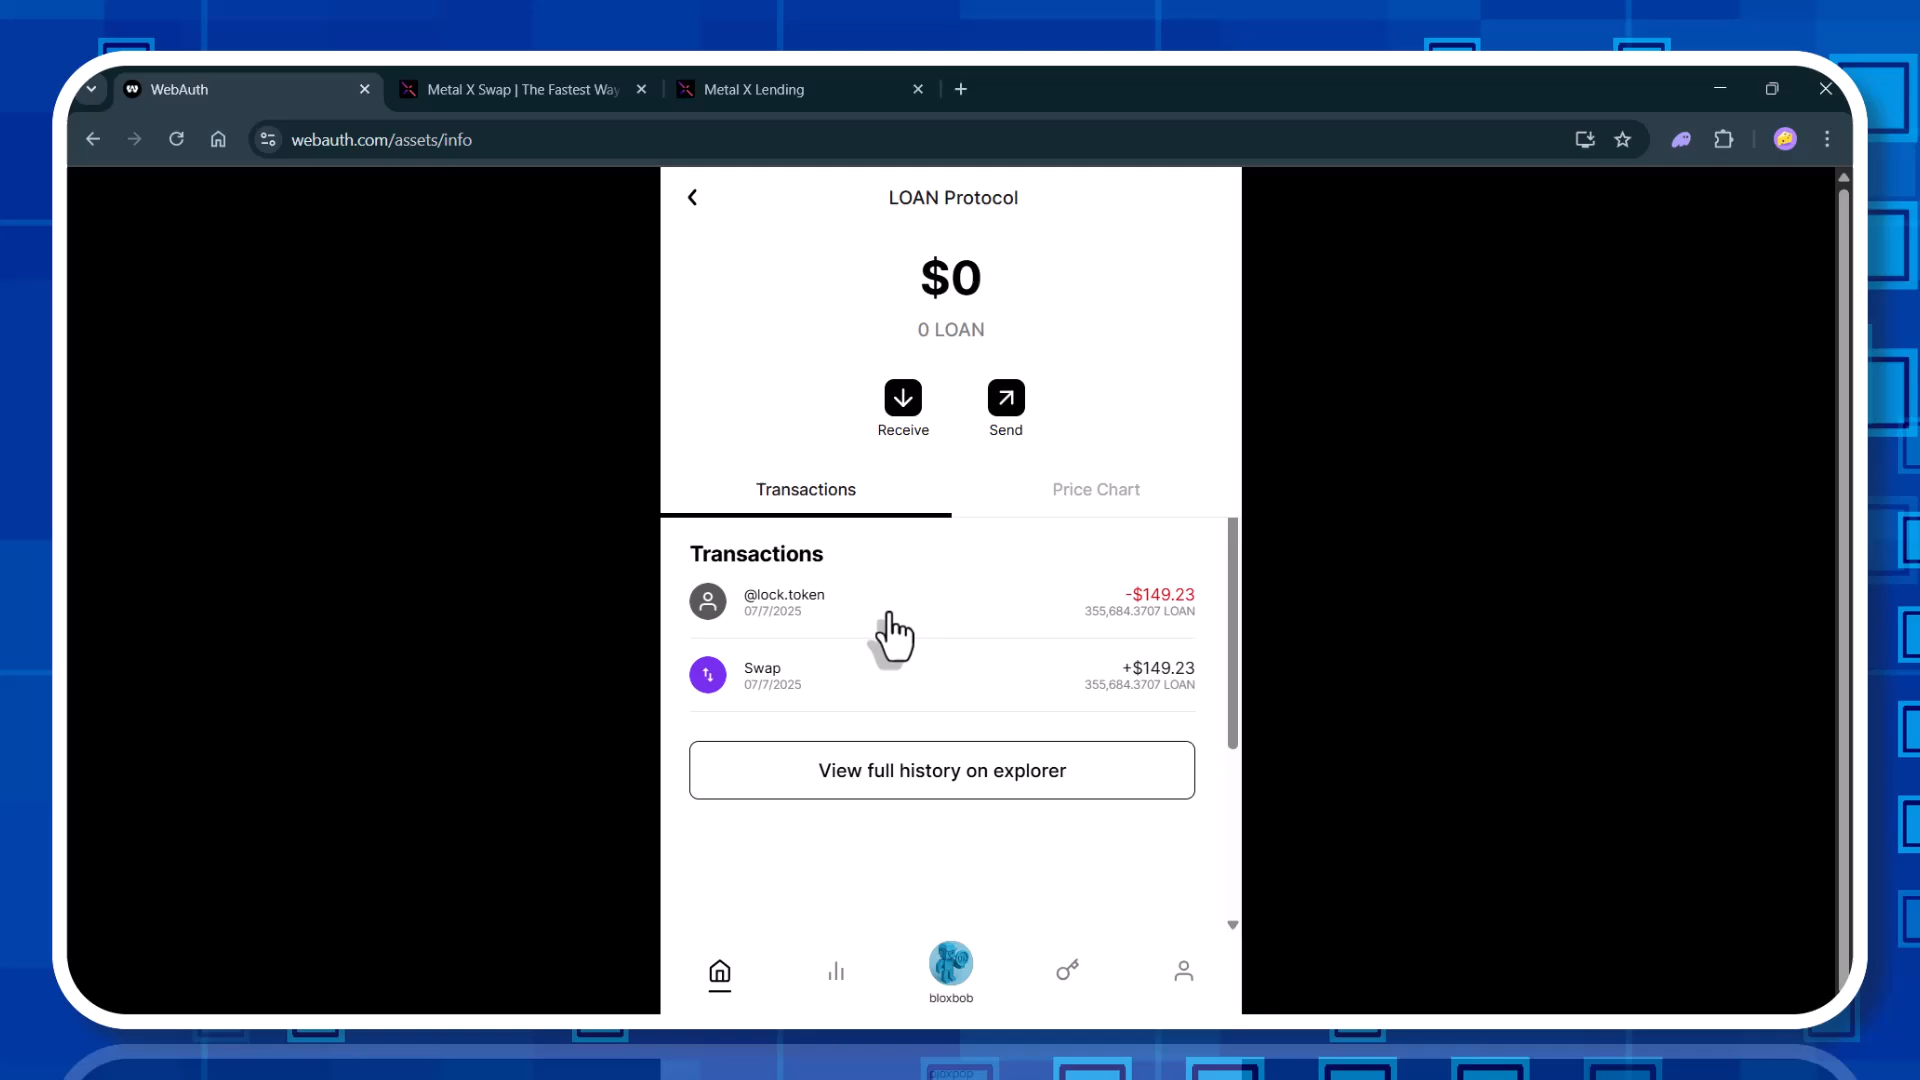 WebAuth
Metal X Swap | The Fastest Way
Metal X Lending
webauth.com/assets/info
LOAN Protocol
$0
0 LOAN
Receive
Send
Transactions
Price Chart
Transactions
@lock.token
-$149.23
07/7/2025
355,684.3707 LOAN
Swap
+$149.23
07/7/2025
355,684.3707 LOAN
View full history on explorer
bloxbob